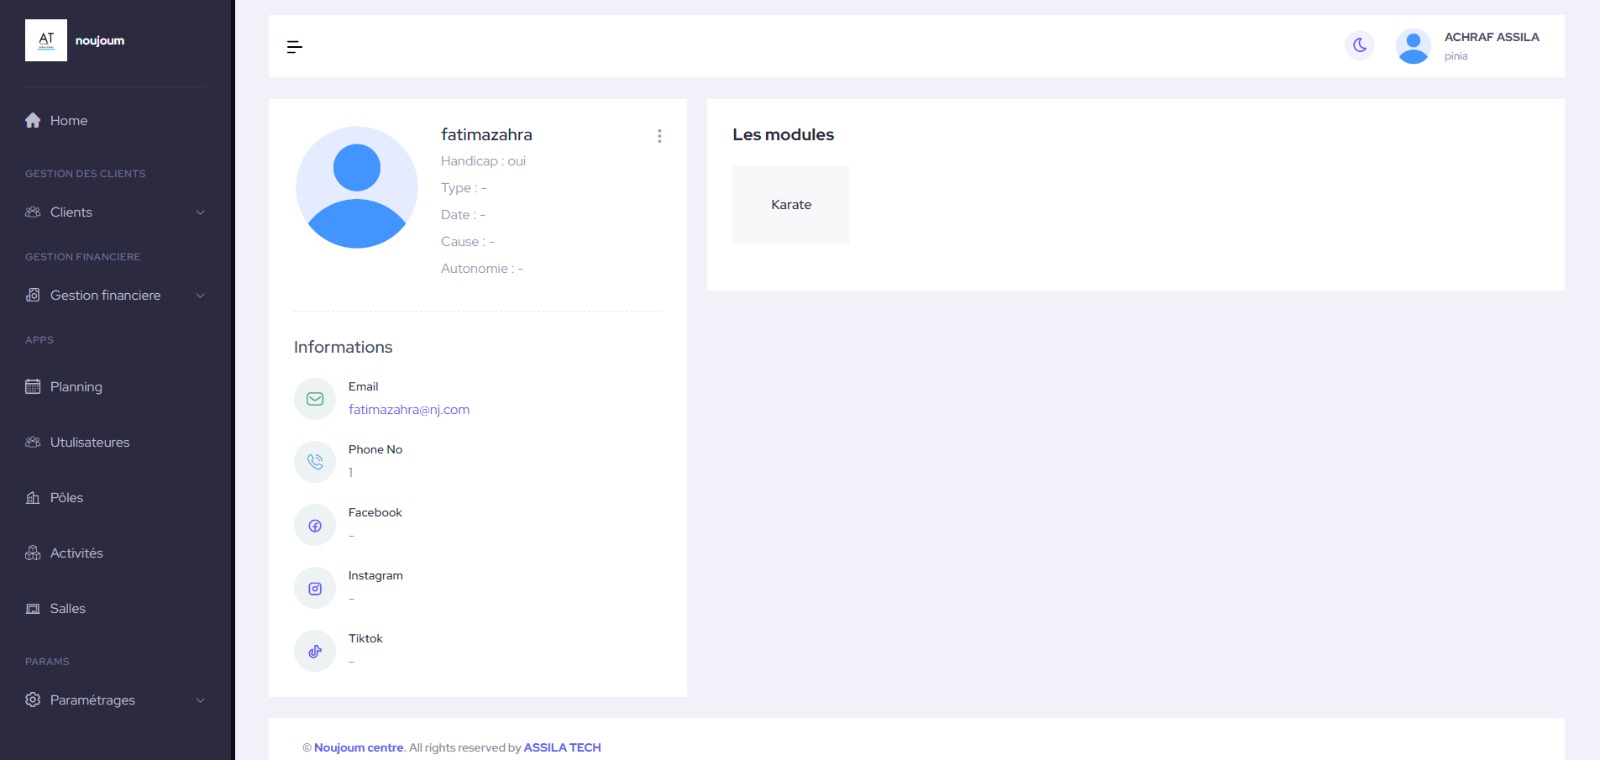 AT
noujoum
Home
GESTION DES CLIENTS
Clients
GESTION FINANCIERE
Gestion financiere
APPS
Planning
Utulisateures
Pôles
Activités
Salles
PARAMS
Paramétrages
ACHRAF ASSILA
pinia
fatimazahra
Handicap : oui
Type : -
Date : -
Cause : -
Autonomie : -
Informations
Email
fatimazahra@nj.com
Phone No
1
Facebook
-
Instagram
-
Tiktok
-
Les modules
Karate
© Noujoum centre. All rights reserved by ASSILA TECH